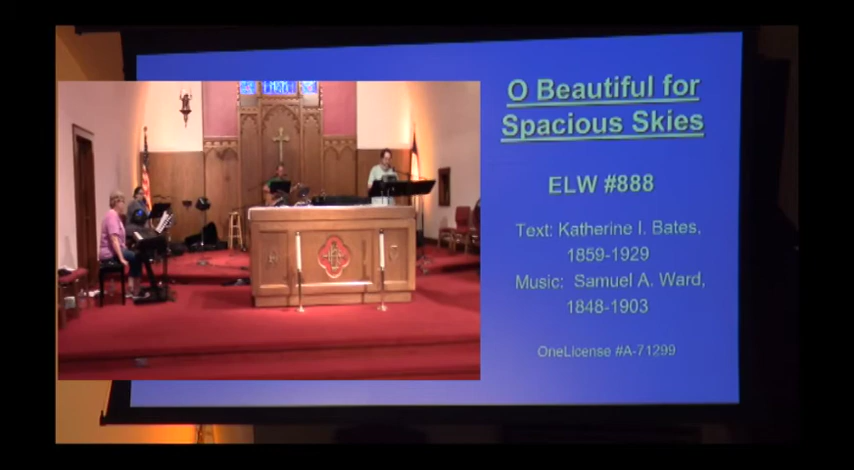 O Beautiful for
Spacious Skies
ELW #888
Text: Katherine I. Bates,
1859-1929
Music: Samuel A. Ward,
1848-1903
OneLicense #A-71299